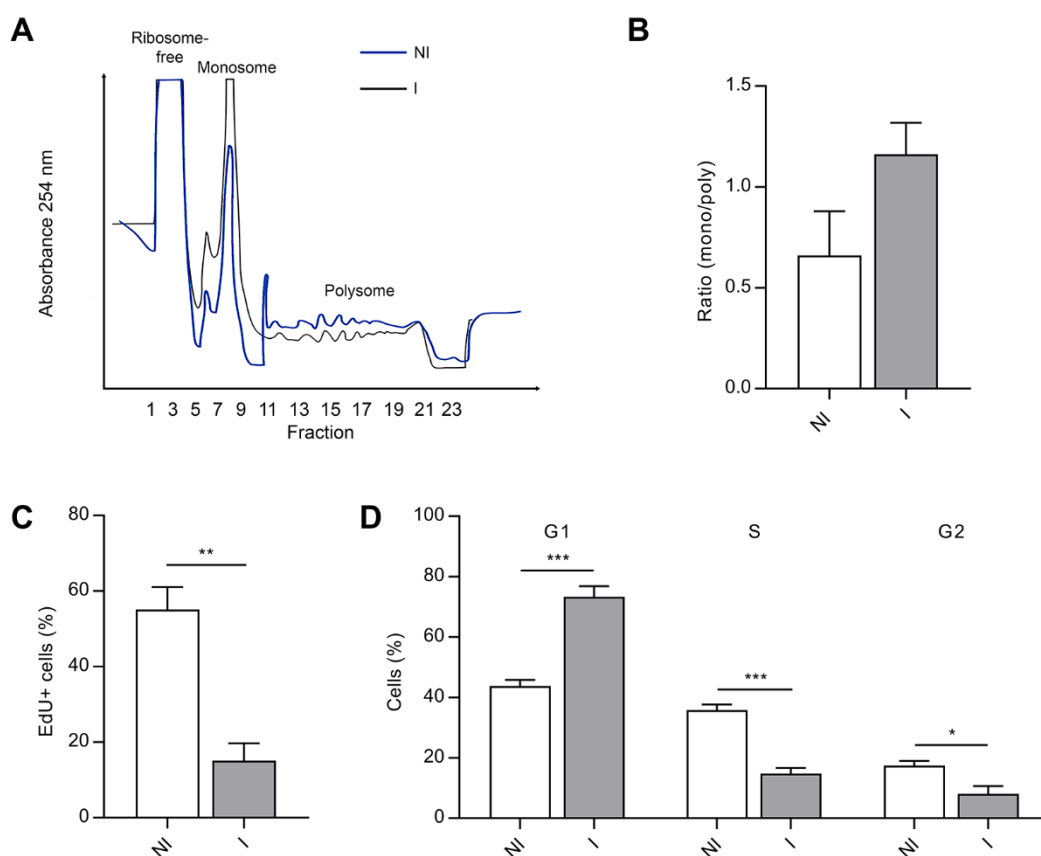 A
Ribosome-
free
Monosome
NI
I
Absorbance 254 nm
Polysome
1 3 5 7 9 11 13 15 17 19 21 23
Fraction
B
1.5
1.0
0.5
0.0
Ratio (mono/poly)
NI I
C
80
60
40
20
0
EdU+ cells (%)
**
NI I
D
100
80
60
40
20
0
Cells (%)
G1 S G2
***
***
*
NI I NI I NI I